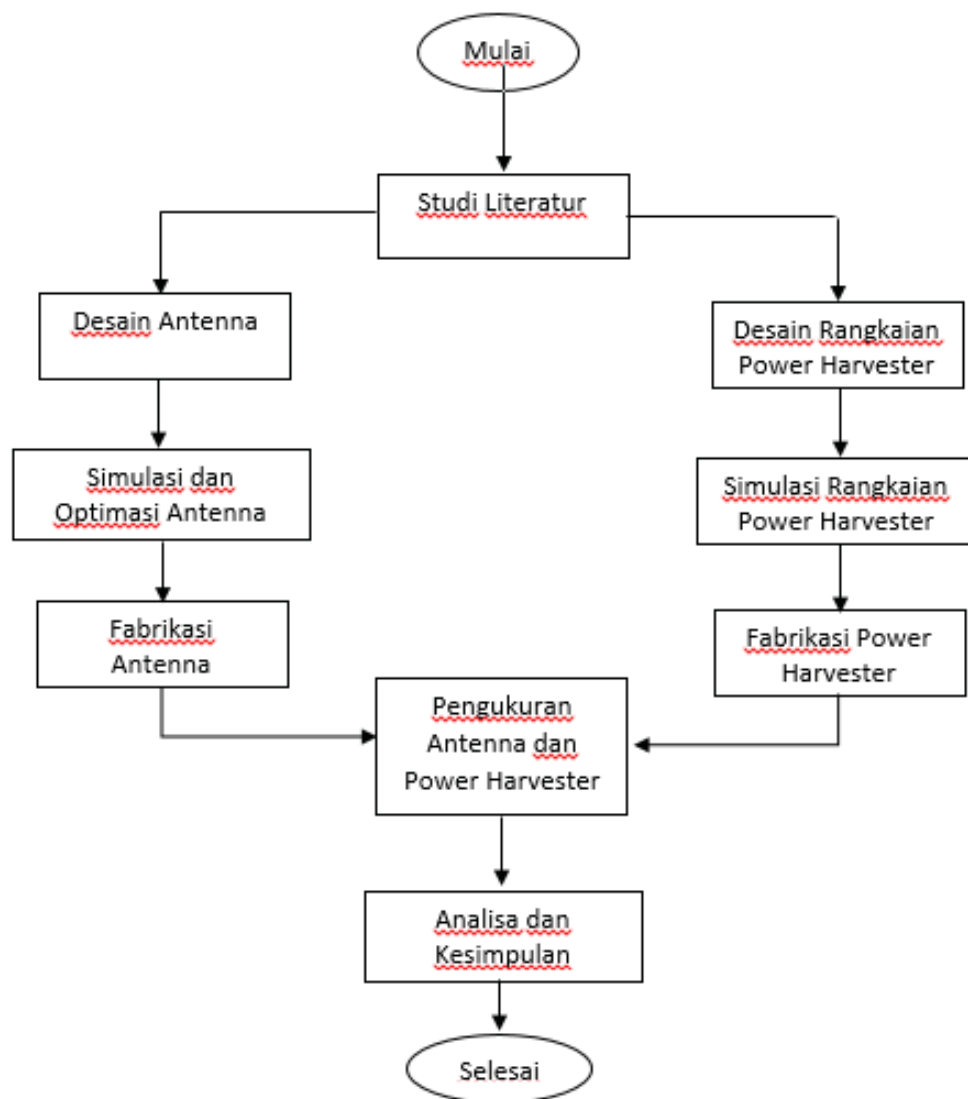 Mulai
Studi Literatur
Desain Antenna
Desain Rangkaian
Power Harvester
Simulasi dan
Optimasi Antenna
Simulasi Rangkaian
Power Harvester
Fabrikasi
Antenna
Fabrikasi Power
Harvester
Pengukuran
Antenna dan
Power Harvester
Analisa dan
Kesimpulan
Selesai